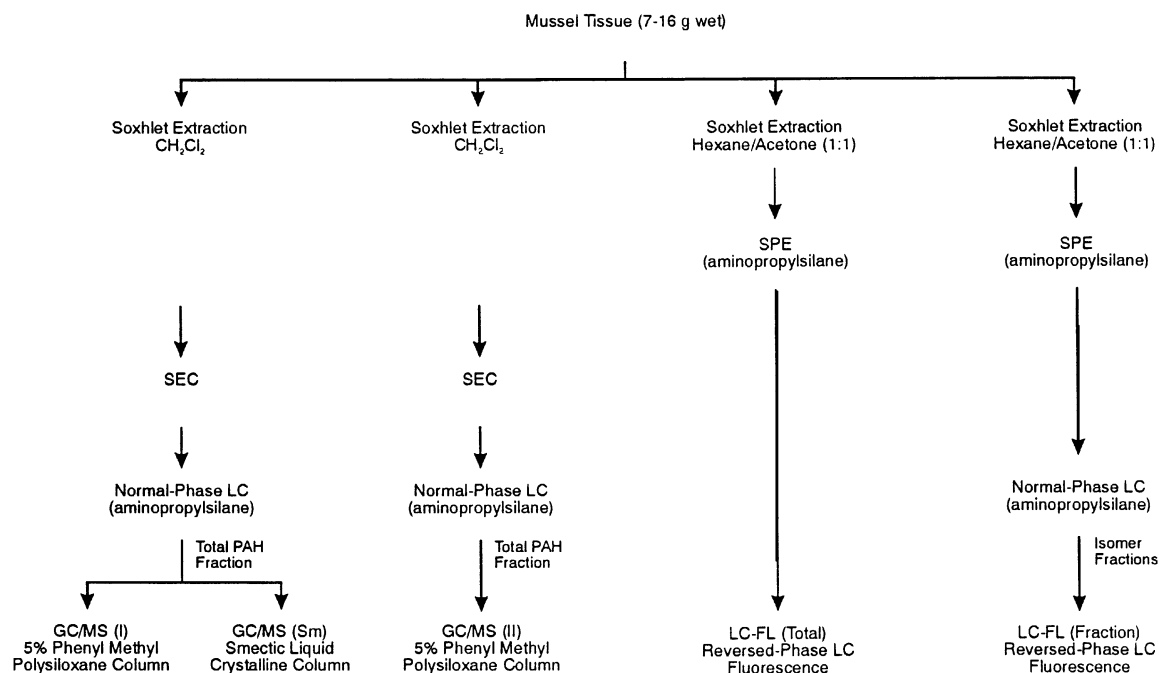 Mussel Tissue (7-16 g wet)
Soxhlet Extraction
CH₂Cl₂
Soxhlet Extraction
CH₂Cl₂
Soxhlet Extraction
Hexane/Acetone (1:1)
Soxhlet Extraction
Hexane/Acetone (1:1)
SPE
(aminopropylsilane)
SPE
(aminopropylsilane)
SEC
SEC
Normal-Phase LC
(aminopropylsilane)
Normal-Phase LC
(aminopropylsilane)
Normal-Phase LC
(aminopropylsilane)
Total PAH
Fraction
Total PAH
Fraction
Isomer
Fractions
GC/MS (I)
5% Phenyl Methyl
Polysiloxane Column
GC/MS (Sm)
Smectic Liquid
Crystalline Column
GC/MS (II)
5% Phenyl Methyl
Polysiloxane Column
LC-FL (Total)
Reversed-Phase LC
Fluorescence
LC-FL (Fraction)
Reversed-Phase LC
Fluorescence